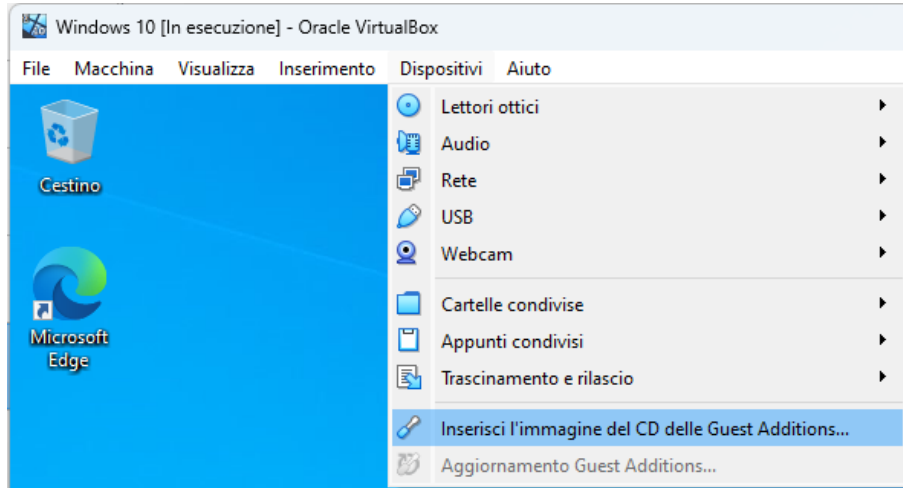 Windows 10 [In esecuzione] - Oracle VirtualBox
File Macchina Visualizza Inserimento Dispositivi Aiuto
Cestino
Microsoft
Edge
Lettori ottici
Audio
Rete
USB
Webcam
Cartelle condivise
Appunti condivisi
Trascinamento e rilascio
Inserisci l'immagine del CD delle Guest Additions...
Aggiornamento Guest Additions...